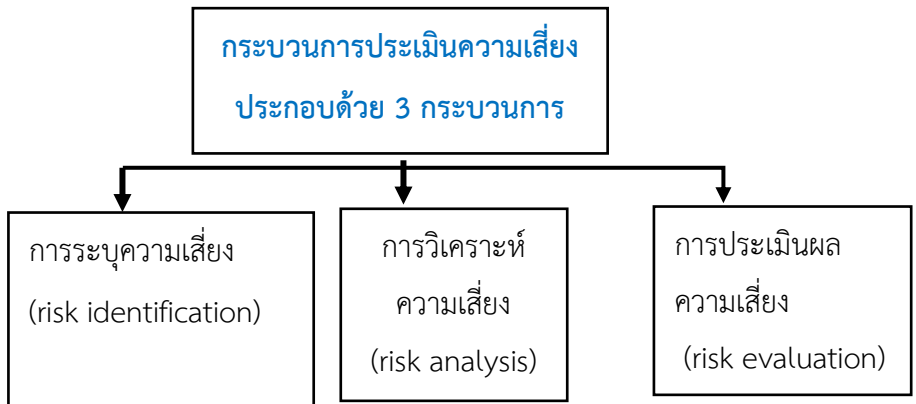 กระบวนการประเมินความเสี่ยง
ประกอบด้วย 3 กระบวนการ
การระบุความเสี่ยง
(risk identification)
การวิเคราะห์
ความเสี่ยง
(risk analysis)
การประเมินผล
ความเสี่ยง
(risk evaluation)